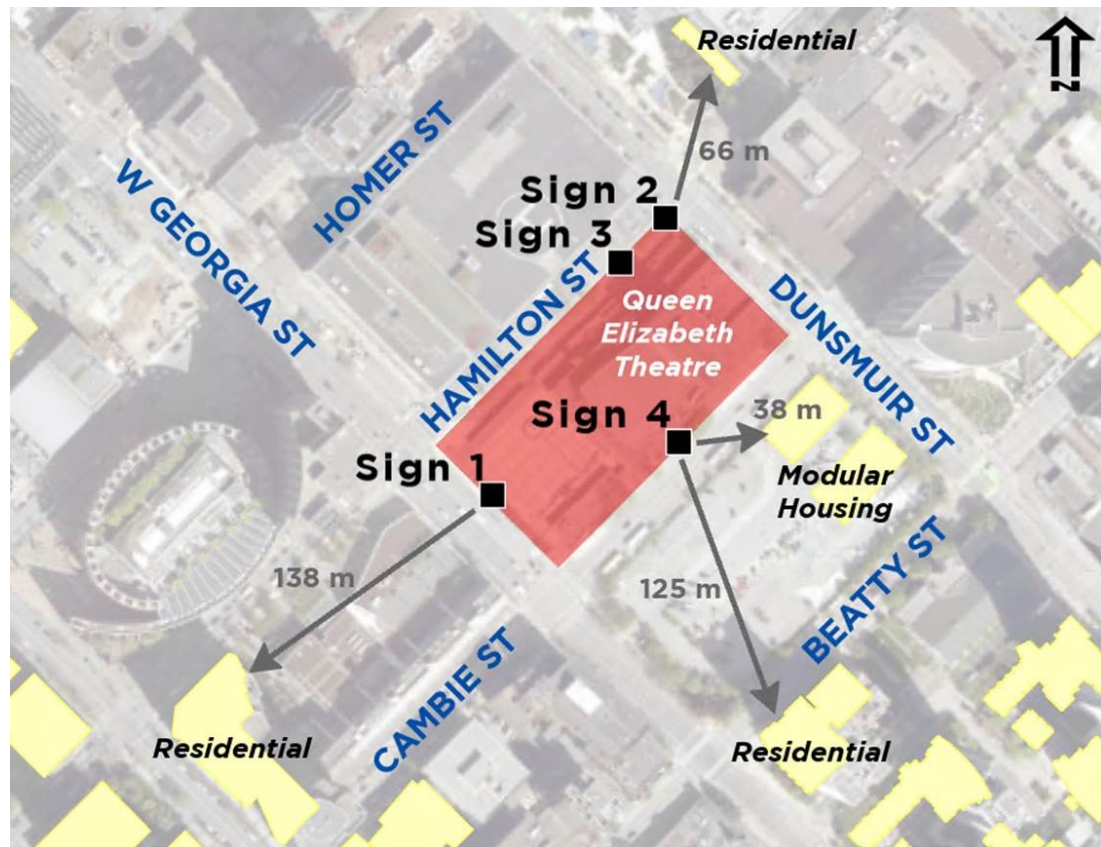 Residential
N
66 m
HOMER ST
W GEORGIA ST
Sign 2
Sign 3
HAMILTON ST
Queen
Elizabeth
Theatre
DUNSMUIR ST
Sign 4
38 m
Sign 1
Modular
Housing
138 m
125 m
BEATTY ST
CAMBIE ST
Residential
Residential